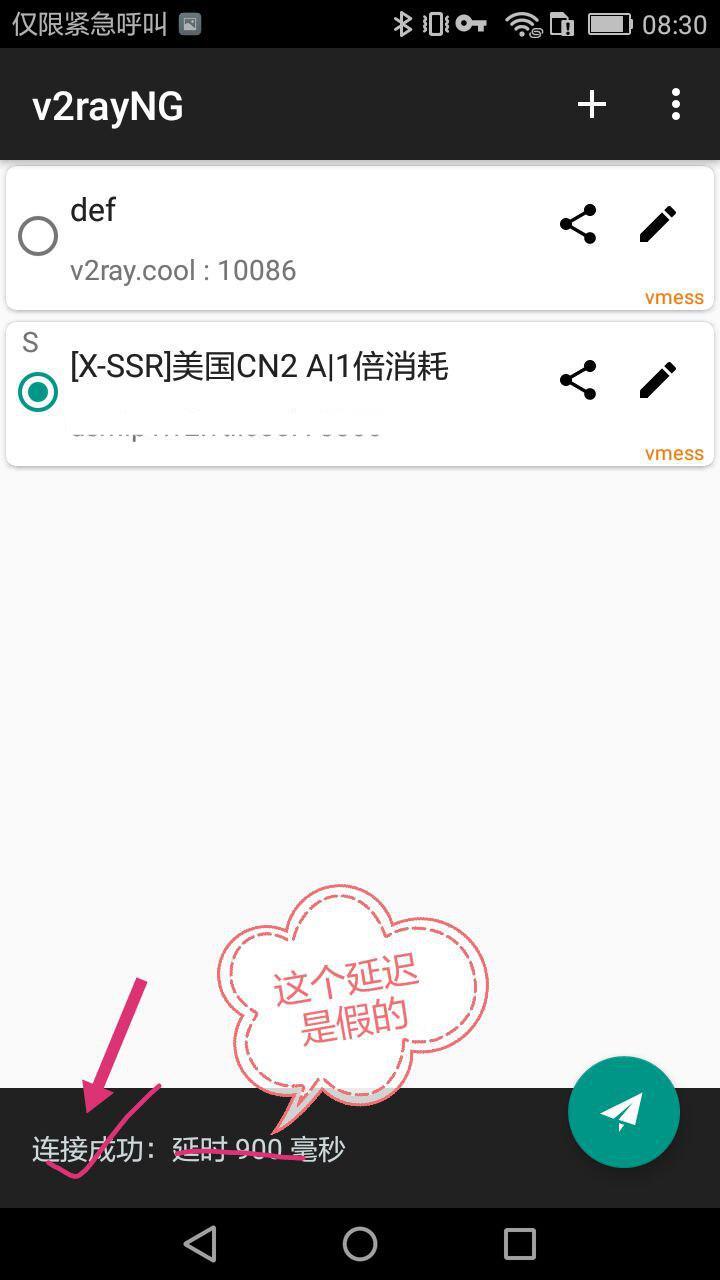 仅限紧急呼叫 08:30
v2rayNG
def
v2ray.cool : 10086
vmess
S
[X-SSR]美国CN2 A|1倍消耗
vmess
这个延迟
是假的
连接成功：延时 900 毫秒